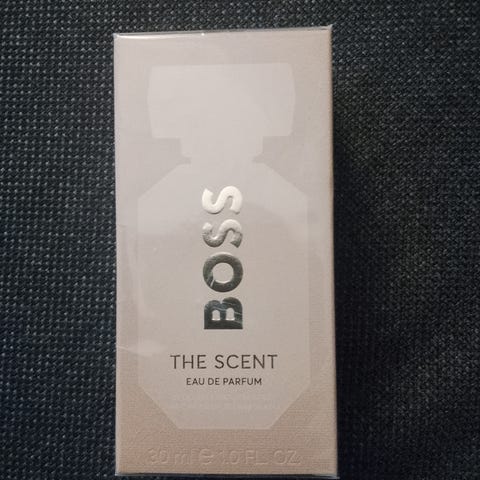 BOSS
THE SCENT
EAU DE PARFUM
30 ml e 1.0 FL. OZ.